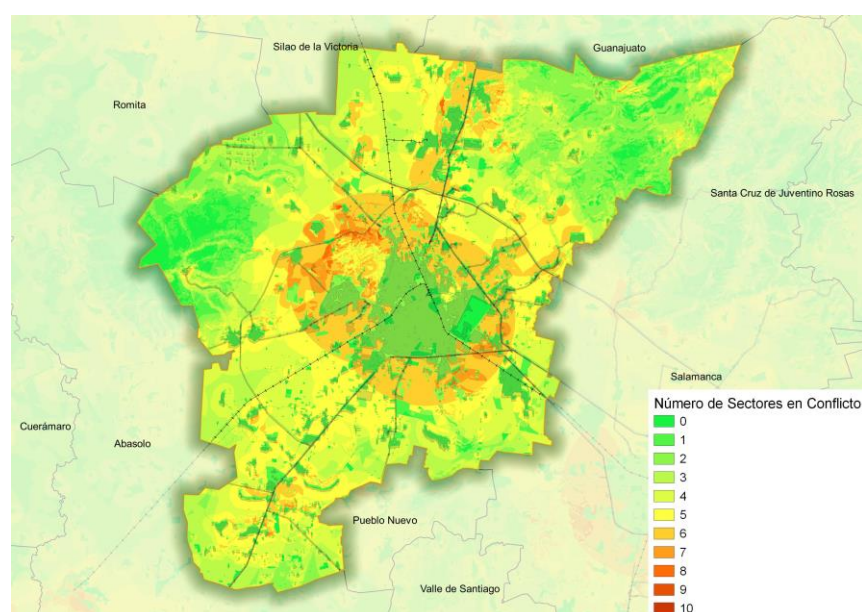 Silao de la Victoria
Guanajuato
Romita
Santa Cruz de Juventino Rosas
Salamanca
Número de Sectores en Conflicto
0
1
2
3
4
5
6
7
8
9
10
Cuerámaro
Abasolo
Pueblo Nuevo
Valle de Santiago